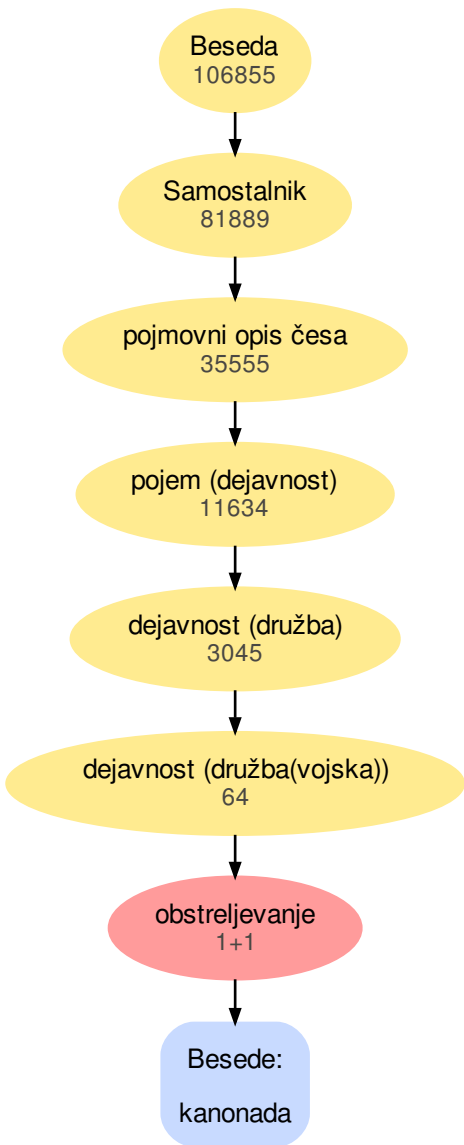 Beseda
106855
Samostalnik
81889
pojmovni opis česa
35555
pojem (dejavnost)
11634
dejavnost (družba)
3045
dejavnost (družba(vojska))
64
obstreljevanje
1+1
Besede:
kanonada